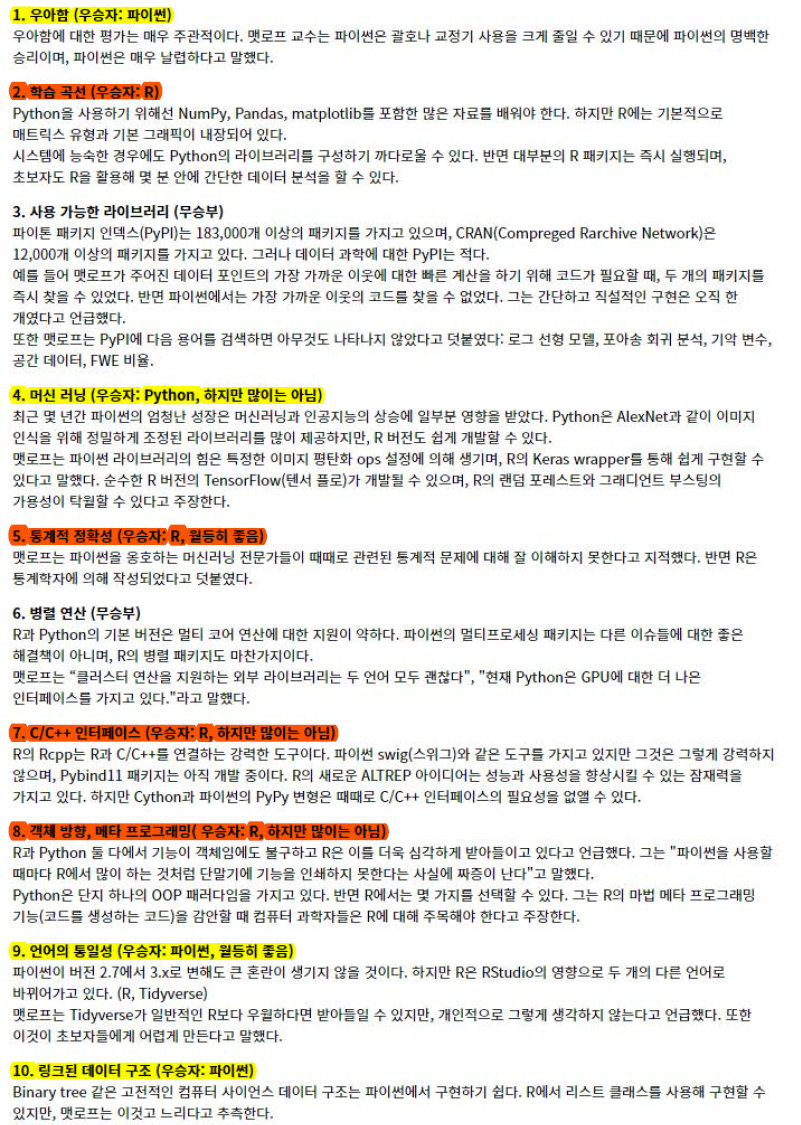 1. 우아함 (우승자: 파이썬)
우아함에 대한 평가는 매우 주관적이다. 맷로프 교수는 파이썬은 괄호나 교정기 사용을 크게 줄일 수 있기 때문에 파이썬의 명백한
승리이며, 파이썬은 매우 날렵하다고 말했다.
2. 학습 곡선 (우승자: R)
Python을 사용하기 위해선 NumPy, Pandas, matplotlib를 포함한 많은 자료를 배워야 한다. 하지만 R에는 기본적으로
매트릭스 유형과 기본 그래픽이 내장되어 있다.
시스템에 능숙한 경우에도 Python의 라이브러리를 구성하기 까다로울 수 있다. 반면 대부분의 R 패키지는 즉시 실행되며,
초보자도 R을 활용해 몇 분 안에 간단한 데이터 분석을 할 수 있다.
3. 사용 가능한 라이브러리 (무승부)
파이톤 패키지 인덱스(PyPI)는 183,000개 이상의 패키지를 가지고 있으며, CRAN(Compreged Rarchive Network)은
12,000개 이상의 패키지를 가지고 있다. 그러나 데이터 과학에 대한 PyPI는 적다.
예를 들어 맷로프가 주어진 데이터 포인트의 가장 가까운 이웃에 대한 빠른 계산을 하기 위해 코드가 필요할 때, 두 개의 패키지를
즉시 찾을 수 있었다. 반면 파이썬에서는 가장 가까운 이웃의 코드를 찾을 수 없었다. 그는 간단하고 직설적인 구현은 오직 한
개였다고 언급했다.
또한 맷로프는 PyPI에 다음 용어를 검색하면 아무것도 나타나지 않았다고 덧붙였다: 로그 선형 모델, 포아송 회귀 분석, 기악 변수,
공간 데이터, FWE 비율.
4. 머신 러닝 (우승자: Python, 하지만 많이는 아님)
최근 몇 년간 파이썬의 엄청난 성장은 머신러닝과 인공지능의 상승에 일부분 영향을 받았다. Python은 AlexNet과 같이 이미지
인식을 위해 정밀하게 조정된 라이브러리를 많이 제공하지만, R 버전도 쉽게 개발할 수 있다.
맷로프는 파이썬 라이브러리의 힘은 특정한 이미지 평탄화 ops 설정에 의해 생기며, R의 Keras wrapper를 통해 쉽게 구현할 수
있다고 말했다. 순수한 R 버전의 TensorFlow(텐서 플로)가 개발될 수 있으며, R의 랜덤 포레스트와 그래디언트 부스팅의
가용성이 탁월할 수 있다고 주장한다.
5. 통계적 정확성 (우승자: R, 월등히 좋음)
맷로프는 파이썬을 옹호하는 머신러닝 전문가들이 때때로 관련된 통계적 문제에 대해 잘 이해하지 못한다고 지적했다. 반면 R은
통계학자에 의해 작성되었다고 덧붙였다.
6. 병렬 연산 (무승부)
R과 Python의 기본 버전은 멀티 코어 연산에 대한 지원이 약하다. 파이썬의 멀티프로세싱 패키지는 다른 이슈들에 대한 좋은
해결책이 아니며, R의 병렬 패키지도 마찬가지이다.
맷로프는 “클러스터 연산을 지원하는 외부 라이브러리는 두 언어 모두 괜찮다", "현재 Python은 GPU에 대한 더 나은
인터페이스를 가지고 있다."라고 말했다.
7. C/C++ 인터페이스 (우승자: R, 하지만 많이는 아님)
R의 Rcpp는 R과 C/C++를 연결하는 강력한 도구이다. 파이썬 swig(스위그)와 같은 도구를 가지고 있지만 그것은 그렇게 강력하지
않으며, Pybind11 패키지는 아직 개발 중이다. R의 새로운 ALTREP 아이디어는 성능과 사용성을 향상시킬 수 있는 잠재력을
가지고 있다. 하지만 Cython과 파이썬의 PyPy 변형은 때때로 C/C++ 인터페이스의 필요성을 없앨 수 있다.
8. 객체 방향, 메타 프로그래밍( 우승자: R, 하지만 많이는 아님)
R과 Python 둘 다에서 기능이 객체임에도 불구하고 R은 이를 더욱 심각하게 받아들이고 있다고 언급했다. 그는 "파이썬을 사용할
때마다 R에서 많이 하는 것처럼 단말기에 기능을 인쇄하지 못한다는 사실에 짜증이 난다"고 말했다.
Python은 단지 하나의 OOP 패러다임을 가지고 있다. 반면 R에서는 몇 가지를 선택할 수 있다. 그는 R의 마법 메타 프로그래밍
기능(코드를 생성하는 코드)을 감안할 때 컴퓨터 과학자들은 R에 대해 주목해야 한다고 주장한다.
9. 언어의 통일성 (우승자: 파이썬, 월등히 좋음)
파이썬이 버전 2.7에서 3.x로 변해도 큰 혼란이 생기지 않을 것이다. 하지만 R은 RStudio의 영향으로 두 개의 다른 언어로
바뀌어가고 있다. (R, Tidyverse)
맷로프는 Tidyverse가 일반적인 R보다 우월하다면 받아들일 수 있지만, 개인적으로 그렇게 생각하지 않는다고 언급했다. 또한
이것이 초보자들에게 어렵게 만든다고 말했다.
10. 링크된 데이터 구조 (우승자: 파이썬)
Binary tree 같은 고전적인 컴퓨터 사이언스 데이터 구조는 파이썬에서 구현하기 쉽다. R에서 리스트 클래스를 사용해 구현할 수
있지만, 맷로프는 이것고 느리다고 추측한다.